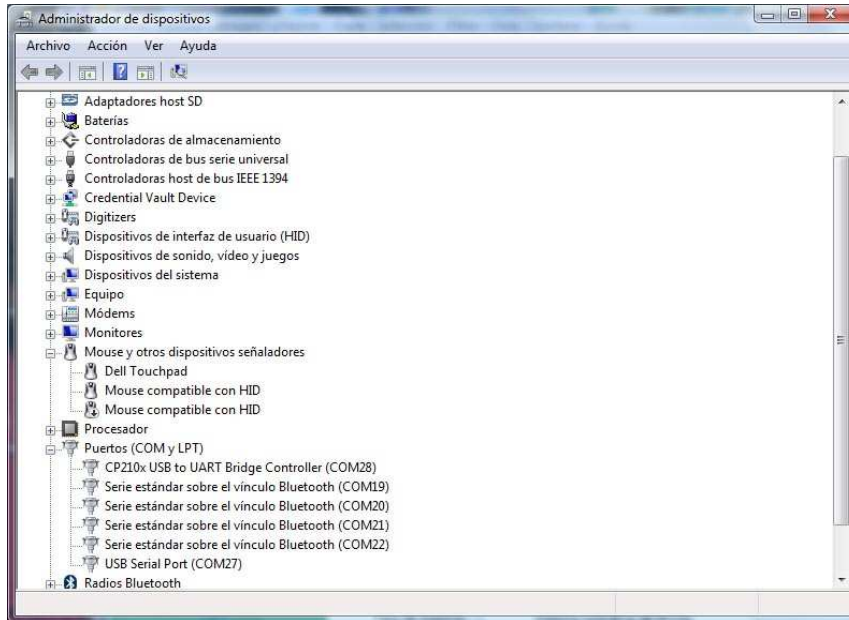 Administrador de dispositivos
Archivo Acción Ver Ayuda
Adaptadores host SD
Baterías
Controladoras de almacenamiento
Controladoras de bus serie universal
Controladoras host de bus IEEE 1394
Credential Vault Device
Digitizers
Dispositivos de interfaz de usuario (HID)
Dispositivos de sonido, vídeo y juegos
Dispositivos del sistema
Equipo
Módems
Monitores
Mouse y otros dispositivos señaladores
Dell Touchpad
Mouse compatible con HID
Mouse compatible con HID
Procesador
Puertos (COM y LPT)
CP210x USB to UART Bridge Controller (COM28)
Serie estándar sobre el vínculo Bluetooth (COM19)
Serie estándar sobre el vínculo Bluetooth (COM20)
Serie estándar sobre el vínculo Bluetooth (COM21)
Serie estándar sobre el vínculo Bluetooth (COM22)
USB Serial Port (COM27)
Radios Bluetooth